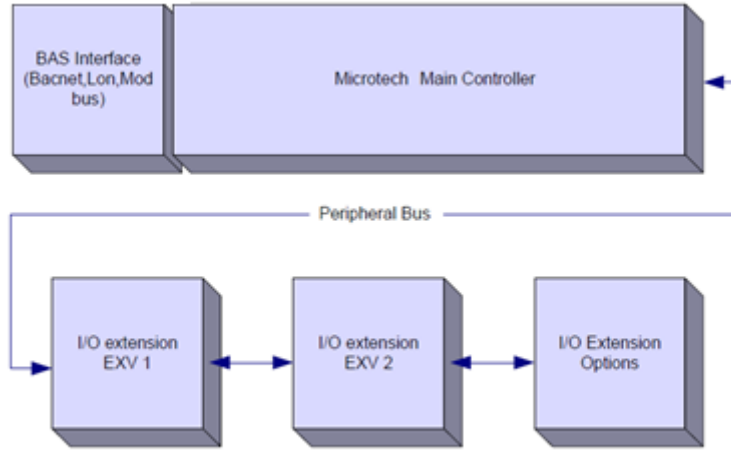 BAS Interface
(Bacnet,Lon,Mod
bus)
Microtech Main Controller
Peripheral Bus
I/O extension
EXV 1
I/O extension
EXV 2
I/O Extension
Options